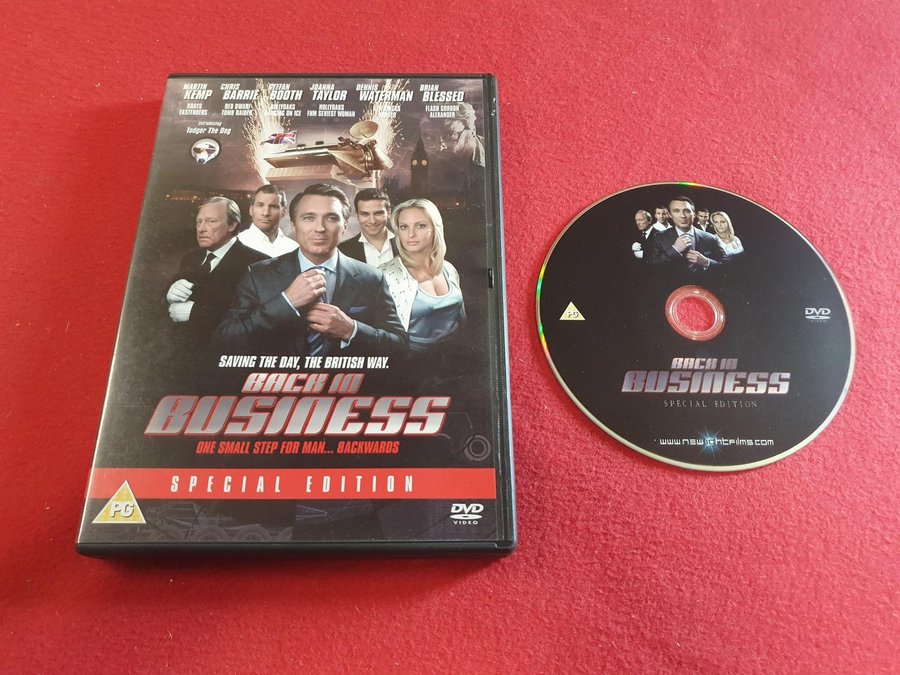 MARTIN KEMP
CHRIS BARRIE
STEFAN BOOTH
JOANNA TAYLOR
DENNIS WATERMAN
BRIAN BLESSED
KRAYS
EASTENDERS
RED DWARF
TOMB RAIDER
HOLLYOAKS
DANCING ON ICE
HOLLYOAKS
FHM SEXIEST WOMAN
FLASH GORDON
ALEXANDER
introducing
Todger The Dog
SAVING THE DAY, THE BRITISH WAY.
BACK IN
BUSINESS
ONE SMALL STEP FOR MAN... BACKWARDS
SPECIAL EDITION
PG
DVD
VIDEO
PG
DVD
VIDEO
BACK IN
BUSINESS
SPECIAL EDITION